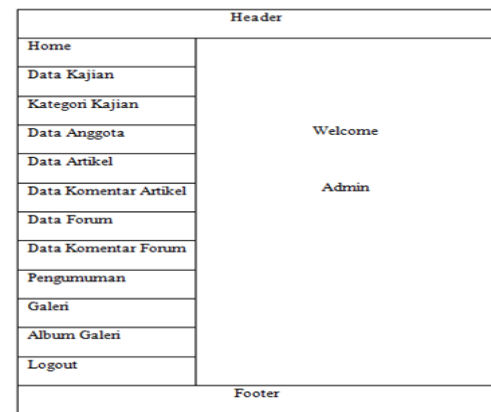 Header
Home
Data Kajian
Kategori Kajian
Data Anggota
Data Artikel
Data Komentar Artikel
Data Forum
Data Komentar Forum
Pengumuman
Galeri
Album Galeri
Logout
Welcome
Admin
Footer